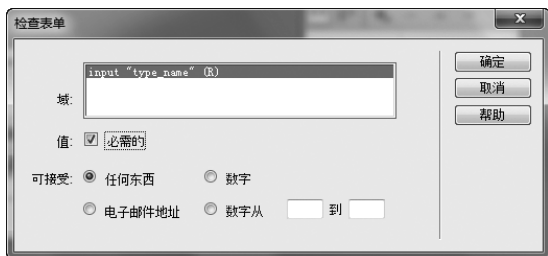 检查表单
域:
input "type_name" (R)
值: 必需的
可接受: 任何东西 数字
电子邮件地址 数字从 到
确定
取消
帮助